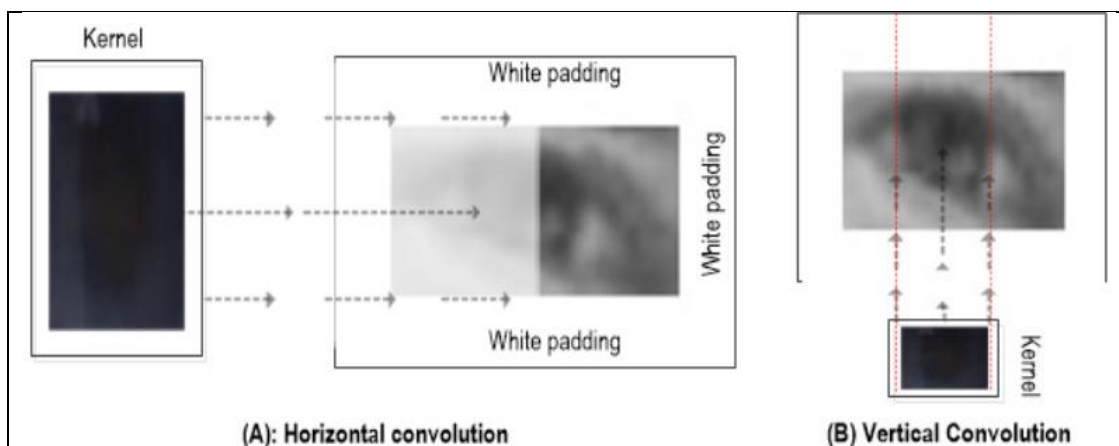 Kernel
White padding
White padding
White padding
(A): Horizontal convolution
Kernel
(B) Vertical Convolution